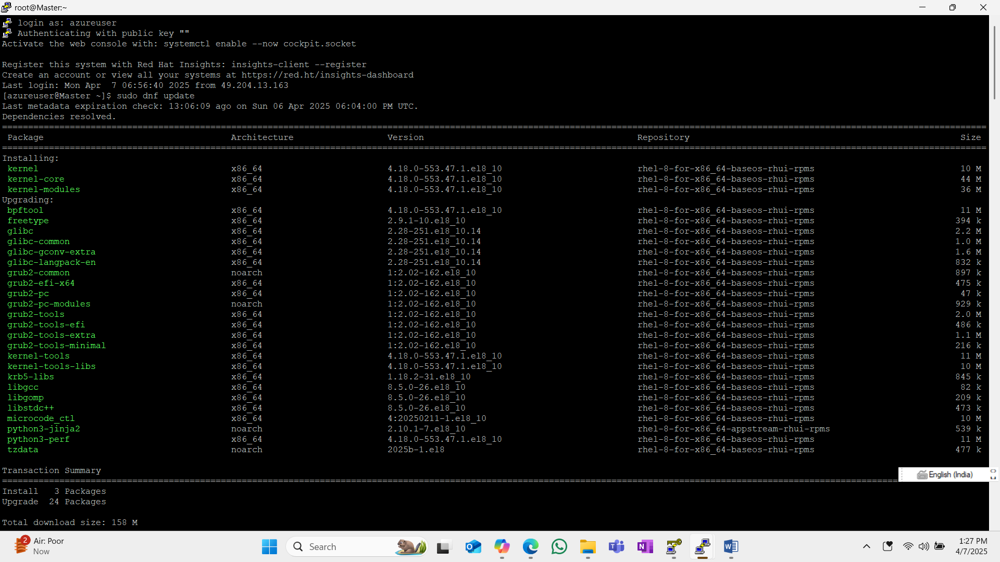 root@Master:~
login as: azureuser
Authenticating with public key ""
Activate the web console with: systemctl enable --now cockpit.socket
Register this system with Red Hat Insights: insights-client --register
Create an account or view all your systems at https://red.ht/insights-dashboard
Last login: Mon Apr  7 06:56:40 2025 from 49.204.13.163
[azureuser@Master ~]$ sudo dnf update
Last metadata expiration check: 13:06:09 ago on Sun 06 Apr 2025 06:04:00 PM UTC.
Dependencies resolved.
Package Architecture Version Repository Size
Installing:
kernel x86_64 4.18.0-553.47.1.el8_10 rhel-8-for-x86_64-baseos-rhui-rpms 10 M
kernel-core x86_64 4.18.0-553.47.1.el8_10 rhel-8-for-x86_64-baseos-rhui-rpms 44 M
kernel-modules x86_64 4.18.0-553.47.1.el8_10 rhel-8-for-x86_64-baseos-rhui-rpms 36 M
Upgrading:
bpftool x86_64 4.18.0-553.47.1.el8_10 rhel-8-for-x86_64-baseos-rhui-rpms 11 M
freetype x86_64 2.9.1-10.el8_10 rhel-8-for-x86_64-baseos-rhui-rpms 394 k
glibc x86_64 2.28-251.el8_10.14 rhel-8-for-x86_64-baseos-rhui-rpms 2.2 M
glibc-common x86_64 2.28-251.el8_10.14 rhel-8-for-x86_64-baseos-rhui-rpms 1.0 M
glibc-gconv-extra x86_64 2.28-251.el8_10.14 rhel-8-for-x86_64-baseos-rhui-rpms 1.6 M
glibc-langpack-en x86_64 2.28-251.el8_10.14 rhel-8-for-x86_64-baseos-rhui-rpms 832 k
grub2-common noarch 1:2.02-162.el8_10 rhel-8-for-x86_64-baseos-rhui-rpms 897 k
grub2-efi-x64 x86_64 1:2.02-162.el8_10 rhel-8-for-x86_64-baseos-rhui-rpms 475 k
grub2-pc x86_64 1:2.02-162.el8_10 rhel-8-for-x86_64-baseos-rhui-rpms 47 k
grub2-pc-modules noarch 1:2.02-162.el8_10 rhel-8-for-x86_64-baseos-rhui-rpms 929 k
grub2-tools x86_64 1:2.02-162.el8_10 rhel-8-for-x86_64-baseos-rhui-rpms 2.0 M
grub2-tools-efi x86_64 1:2.02-162.el8_10 rhel-8-for-x86_64-baseos-rhui-rpms 486 k
grub2-tools-extra x86_64 1:2.02-162.el8_10 rhel-8-for-x86_64-baseos-rhui-rpms 1.1 M
grub2-tools-minimal x86_64 1:2.02-162.el8_10 rhel-8-for-x86_64-baseos-rhui-rpms 216 k
kernel-tools x86_64 4.18.0-553.47.1.el8_10 rhel-8-for-x86_64-baseos-rhui-rpms 11 M
kernel-tools-libs x86_64 4.18.0-553.47.1.el8_10 rhel-8-for-x86_64-baseos-rhui-rpms 10 M
krb5-libs x86_64 1.18.2-31.el8_10 rhel-8-for-x86_64-baseos-rhui-rpms 845 k
libgcc x86_64 8.5.0-26.el8_10 rhel-8-for-x86_64-baseos-rhui-rpms 82 k
libgomp x86_64 8.5.0-26.el8_10 rhel-8-for-x86_64-baseos-rhui-rpms 209 k
libstdc++ x86_64 8.5.0-26.el8_10 rhel-8-for-x86_64-baseos-rhui-rpms 473 k
microcode_ctl x86_64 4:20250211-1.el8_10 rhel-8-for-x86_64-baseos-rhui-rpms 10 M
python3-jinja2 noarch 2.10.1-7.el8_10 rhel-8-for-x86_64-appstream-rhui-rpms 539 k
python3-perf x86_64 4.18.0-553.47.1.el8_10 rhel-8-for-x86_64-baseos-rhui-rpms 11 M
tzdata noarch 2025b-1.el8 rhel-8-for-x86_64-baseos-rhui-rpms 477 k
Transaction Summary
English (India)
Install   3 Packages
Upgrade  24 Packages
Total download size: 158 M
2
Air: Poor
Now
Search
1:27 PM
4/7/2025